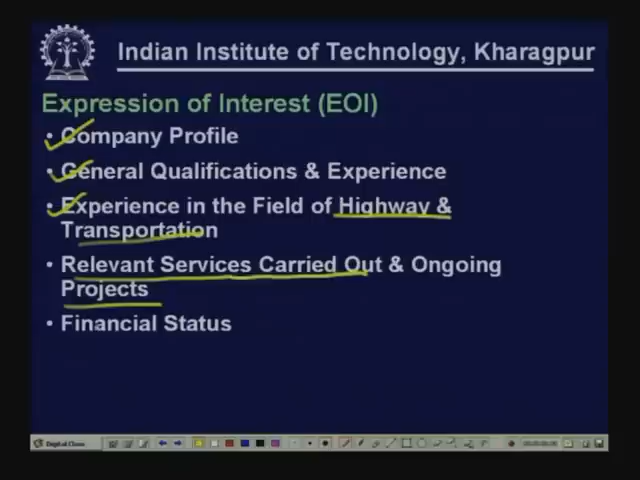 Indian Institute of Technology, Kharagpur
Expression of Interest (EOI)
• Company Profile
• General Qualifications & Experience
• Experience in the Field of Highway &
Transportation
• Relevant Services Carried Out & Ongoing
Projects
• Financial Status